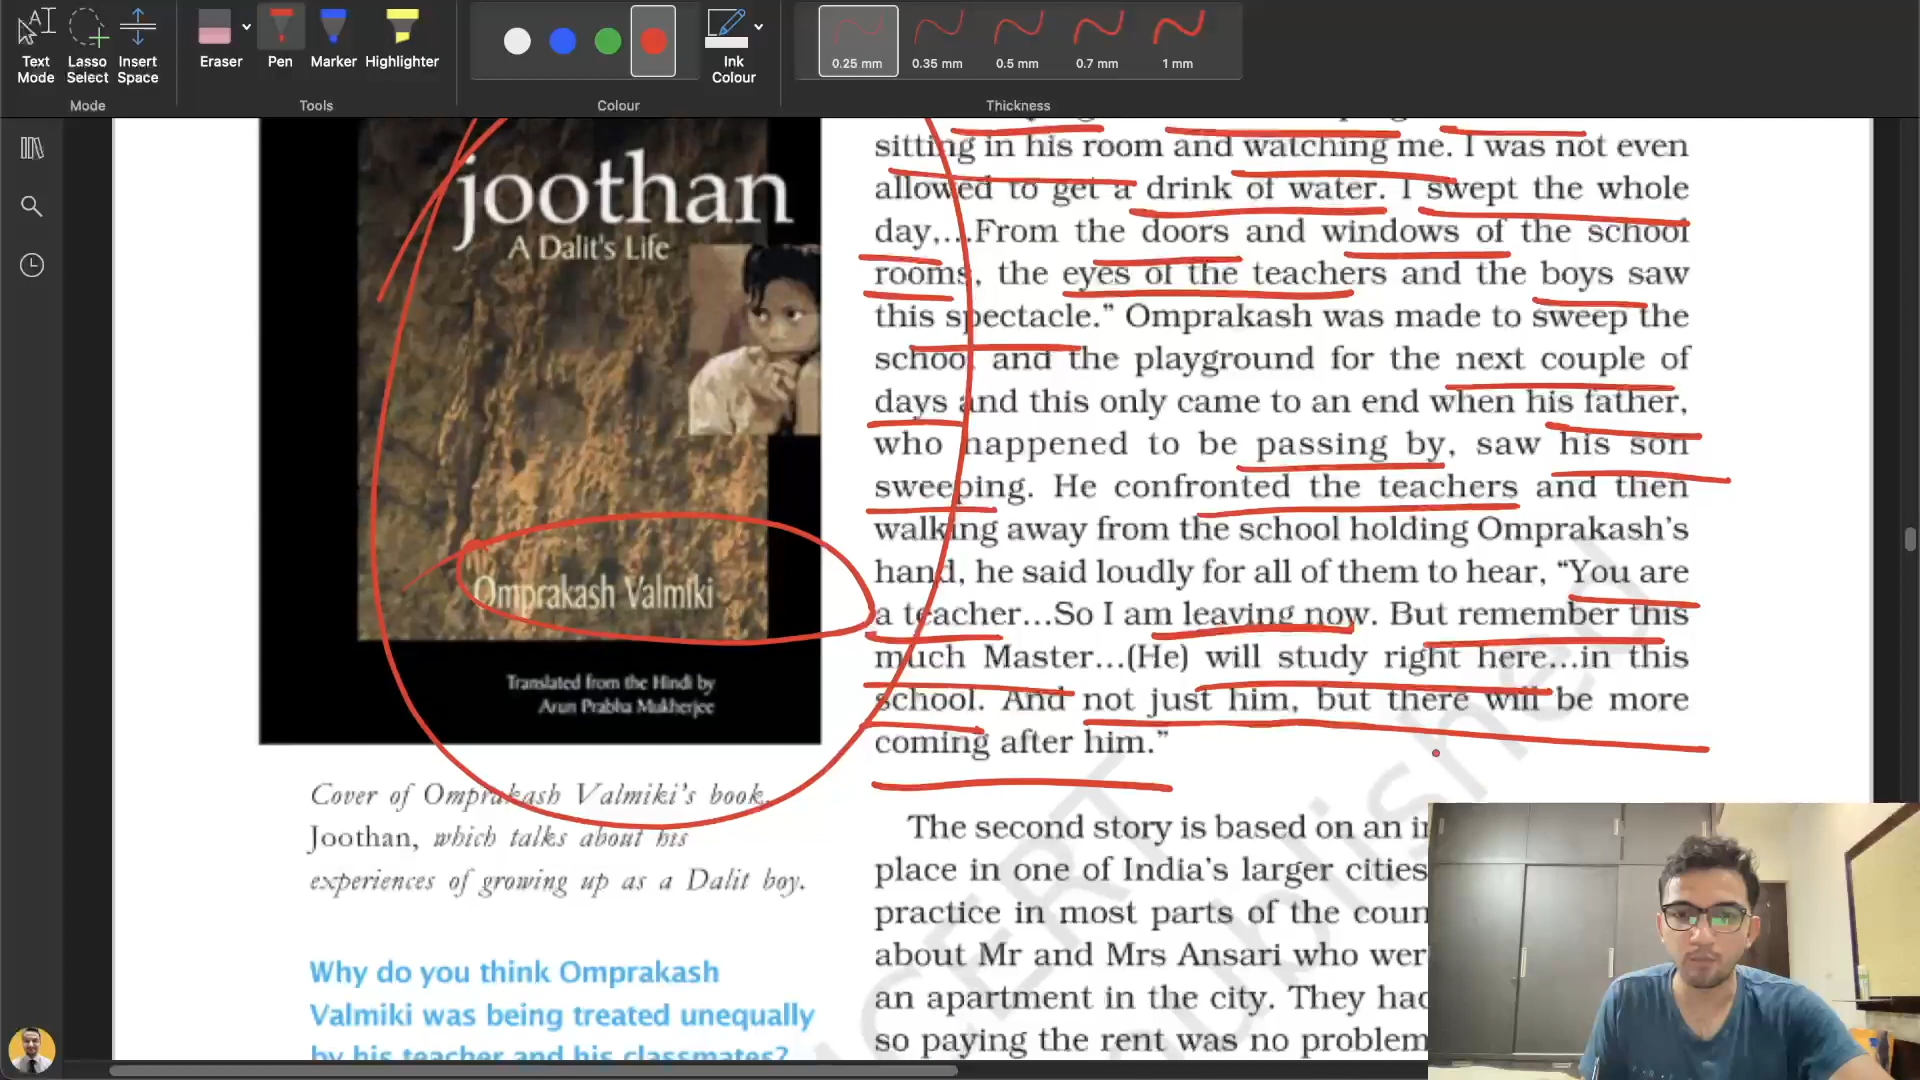 Text
Mode
Lasso
Select
Insert
Space
Mode
Eraser
Pen
Marker
Highlighter
Tools
Ink
Colour
Colour
0.25 mm
0.35 mm
0.5 mm
0.7 mm
1 mm
Thickness
joothan
A Dalit's Life
Omprakash Valmiki
Translated from the Hindi by
Arun Prabha Mukherjee
Cover of Omprakash Valmiki's book,
Joothan, which talks about his
experiences of growing up as a Dalit boy.
Why do you think Omprakash
Valmiki was being treated unequally
by his teacher and his classmates?
sitting in his room and watching me. I was not even
allowed to get a drink of water. I swept the whole
day,...From the doors and windows of the school
rooms, the eyes of the teachers and the boys saw
this spectacle.” Omprakash was made to sweep the
school and the playground for the next couple of
days and this only came to an end when his father,
who happened to be passing by, saw his son
sweeping. He confronted the teachers and then
walking away from the school holding Omprakash’s
hand, he said loudly for all of them to hear, “You are
a teacher...So I am leaving now. But remember this
much Master...(He) will study right here...in this
school. And not just him, but there will be more
coming after him.”
The second story is based on an
place in one of India’s larger cities
practice in most parts of the
about Mr and Mrs Ansari who
an apartment in the city. They
so paying the rent was no problem